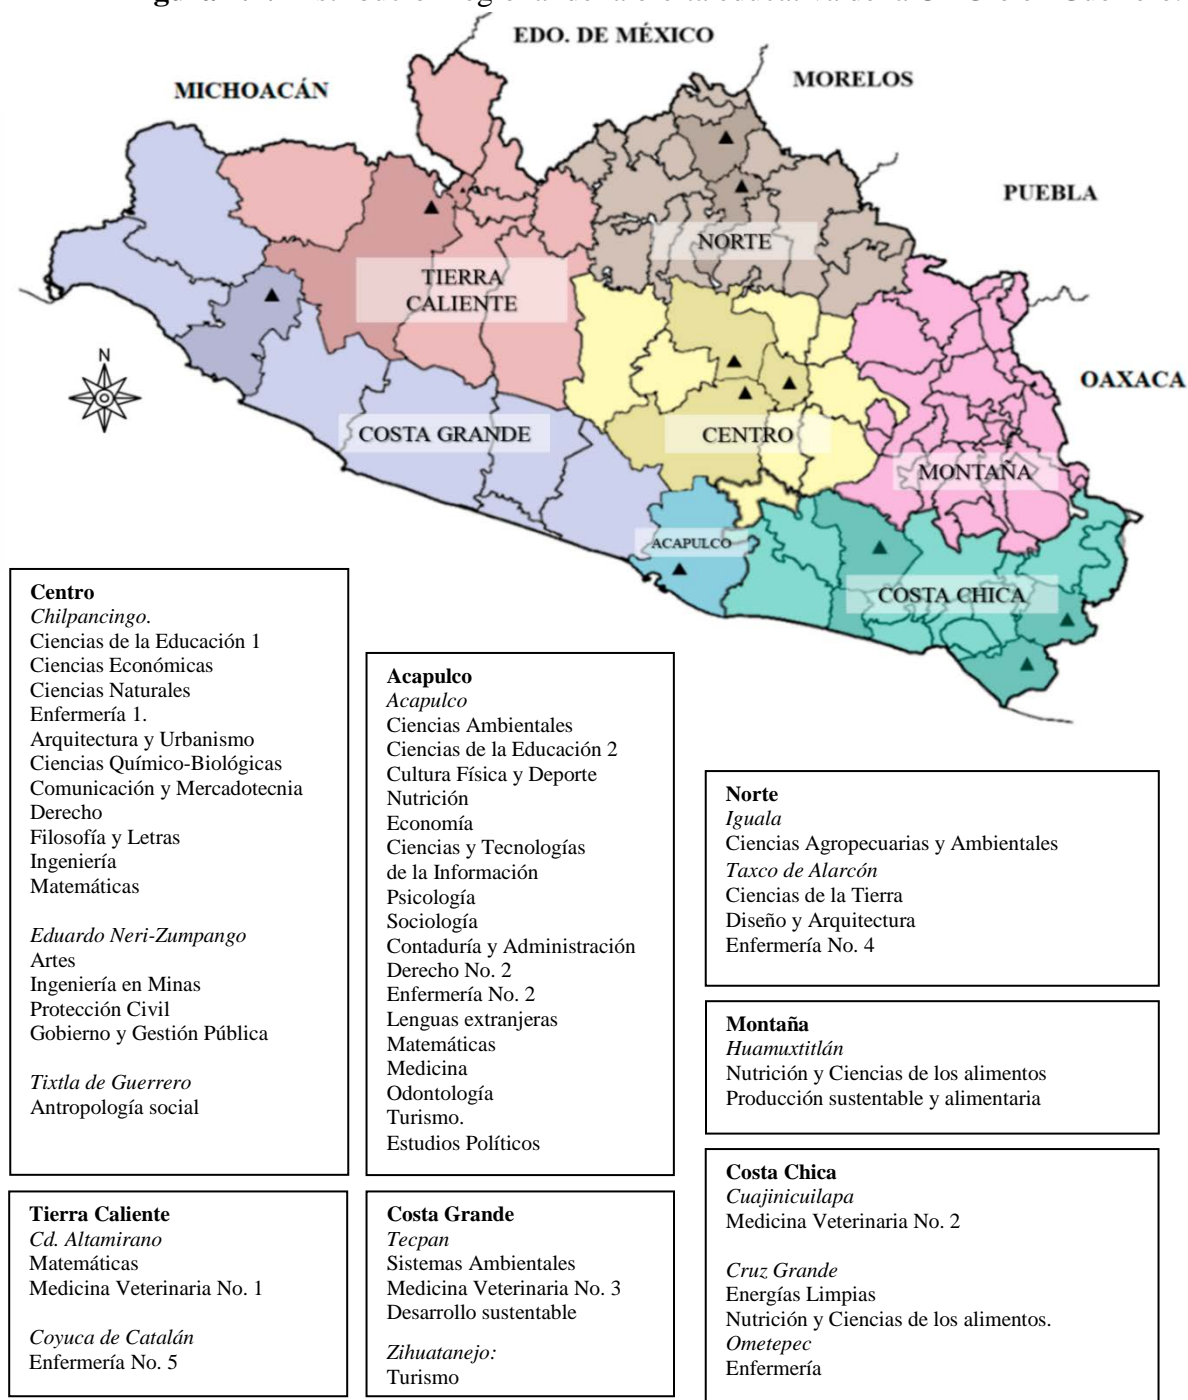 EDO. DE MÉXICO
MORELOS
MICHOACÁN
PUEBLA
NORTE
TIERRA
CALIENTE
OAXACA
N
COSTA GRANDE
CENTRO
MONTAÑA
ACAPULCO
COSTA CHICA
Centro
Chilpancingo.
Ciencias de la Educación 1
Ciencias Económicas
Ciencias Naturales
Enfermería 1.
Arquitectura y Urbanismo
Ciencias Químico-Biológicas
Comunicación y Mercadotecnia
Derecho
Filosofía y Letras
Ingeniería
Matemáticas
Eduardo Neri-Zumpango
Artes
Ingeniería en Minas
Protección Civil
Gobierno y Gestión Pública
Tixtla de Guerrero
Antropología social
Acapulco
Acapulco
Ciencias Ambientales
Ciencias de la Educación 2
Cultura Física y Deporte
Nutrición
Economía
Ciencias y Tecnologías
de la Información
Psicología
Sociología
Contaduría y Administración
Derecho No. 2
Enfermería No. 2
Lenguas extranjeras
Matemáticas
Medicina
Odontología
Turismo.
Estudios Políticos
Norte
Iguala
Ciencias Agropecuarias y Ambientales
Taxco de Alarcón
Ciencias de la Tierra
Diseño y Arquitectura
Enfermería No. 4
Montaña
Huamuxtitlán
Nutrición y Ciencias de los alimentos
Producción sustentable y alimentaria
Tierra Caliente
Cd. Altamirano
Matemáticas
Medicina Veterinaria No. 1
Coyuca de Catalán
Enfermería No. 5
Costa Grande
Tecpan
Sistemas Ambientales
Medicina Veterinaria No. 3
Desarrollo sustentable
Zihuatanejo:
Turismo
Costa Chica
Cuajinicuilapa
Medicina Veterinaria No. 2
Cruz Grande
Energías Limpias
Nutrición y Ciencias de los alimentos.
Ometepec
Enfermería